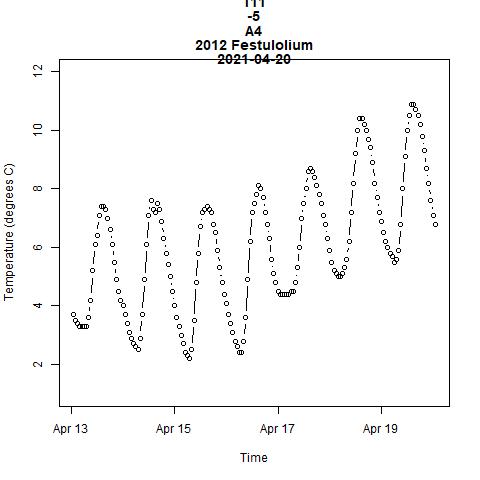 T11
-5
A4
2012 Festulolium
2021-04-20
Temperature (degrees C)
12
10
8
6
4
2
Apr 13
Apr 15
Apr 17
Apr 19
Time